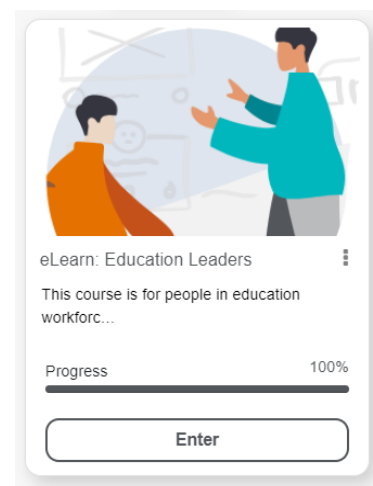 eLearn: Education Leaders
This course is for people in education
workforc...
Progress 100%
Enter